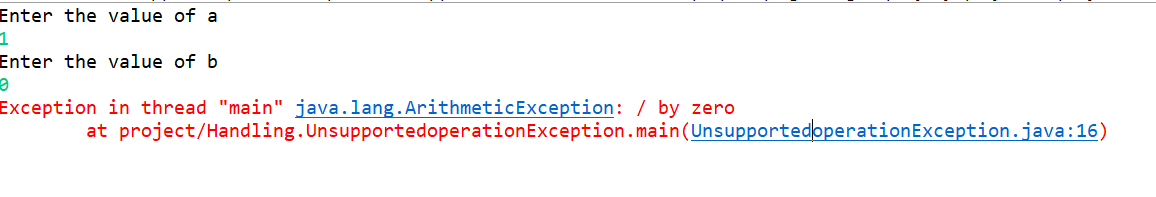 Enter the value of a
1
Enter the value of b
0
Exception in thread "main" java.lang.ArithmeticException: / by zero
at project/Handling.UnsupportedoperationException.main(UnsupportedoperationException.java:16)